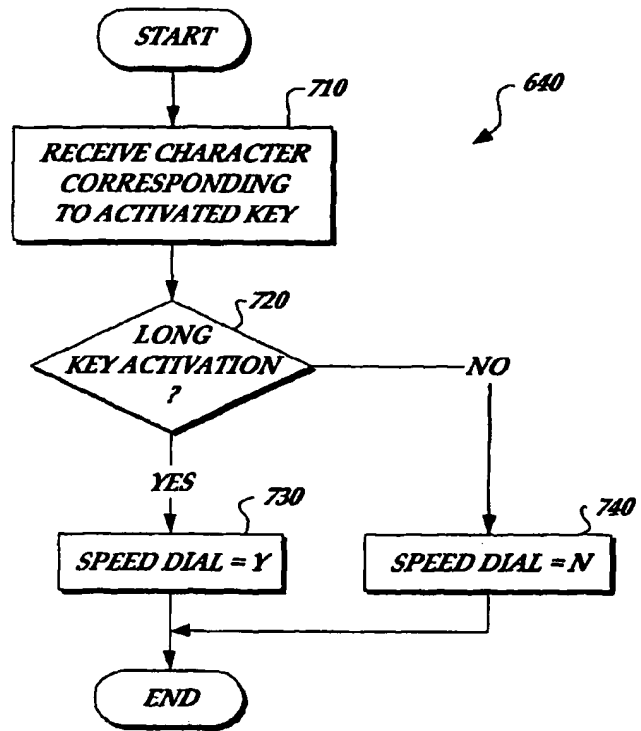 START
710
640
RECEIVE CHARACTER
CORRESPONDING
TO ACTIVATED KEY
720
LONG
KEY ACTIVATION
?
NO
YES
730
740
SPEED DIAL = Y
SPEED DIAL = N
END